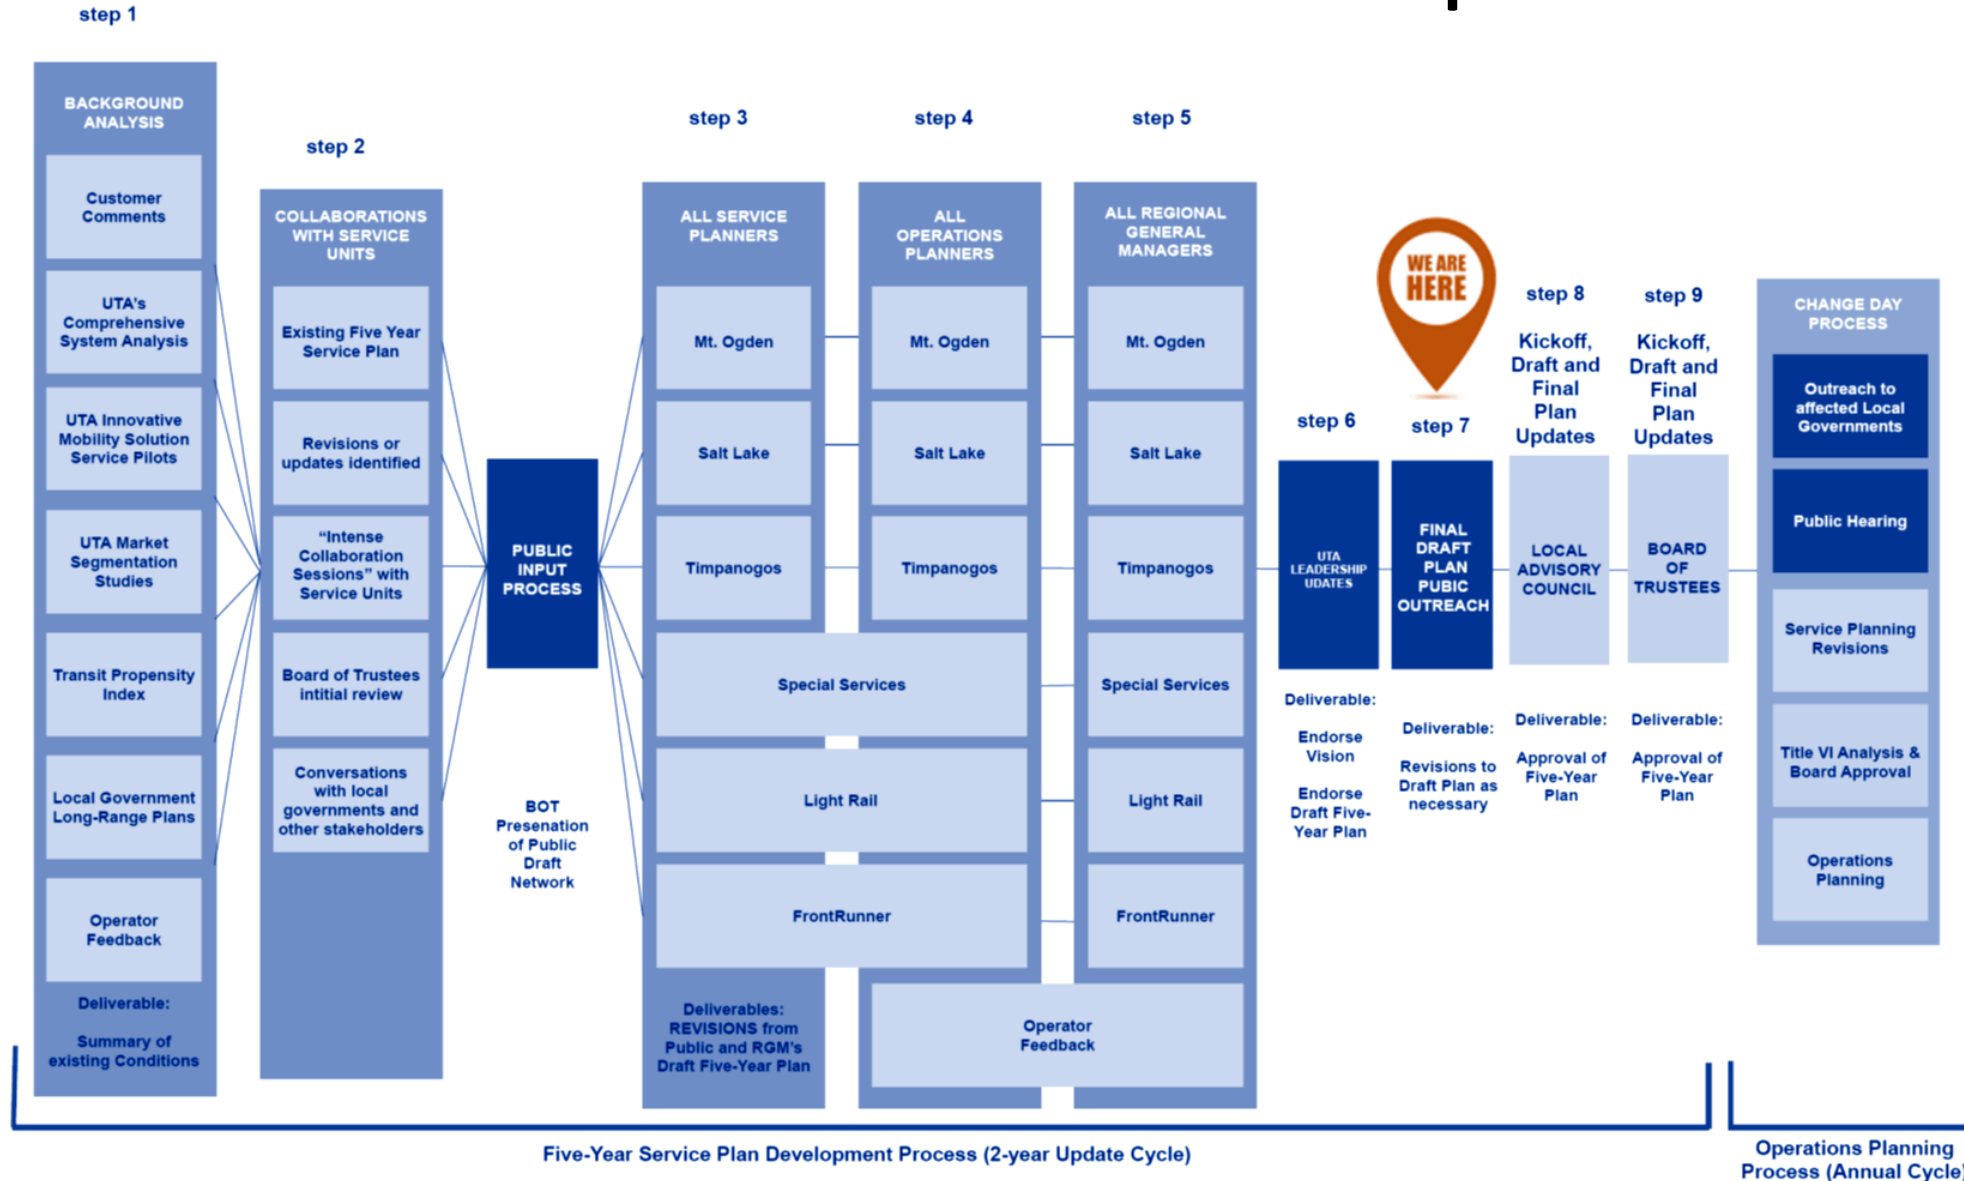 step 1
BACKGROUND
ANALYSIS
Customer
Comments
UTA's
Comprehensive
System Analysis
UTA Innovative
Mobility Solution
Service Pilots
UTA Market
Segmentation
Studies
Transit Propensity
Index
Local Government
Long-Range Plans
Operator
Feedback
Deliverable:
Summary of
existing Conditions
step 2
COLLABORATIONS
WITH SERVICE
UNITS
Existing Five Year
Service Plan
Revisions or
updates identified
“Intense
Collaboration
Sessions” with
Service Units
Board of Trustees
intitial review
Conversations
with local
governments and
other stakeholders
PUBLIC
INPUT
PROCESS
BOT
Presenation
of Public
Draft
Network
step 3
ALL SERVICE
PLANNERS
Mt. Ogden
Salt Lake
Timpanogos
Special Services
Light Rail
FrontRunner
Deliverables:
REVISIONS from
Public and RGM's
Draft Five-Year Plan
step 4
ALL
OPERATIONS
PLANNERS
Mt. Ogden
Salt Lake
Timpanogos
step 5
ALL REGIONAL
GENERAL
MANAGERS
Mt. Ogden
Salt Lake
Timpanogos
Special Services
Light Rail
FrontRunner
Operator
Feedback
step 6
UTA
LEADERSHIP
UDATES
Deliverable:
Endorse
Vision
Endorse
Draft Five-
Year Plan
WE ARE
HERE
step 7
FINAL
DRAFT
PLAN
PUBIC
OUTREACH
Deliverable:
Revisions to
Draft Plan as
necessary
step 8
Kickoff,
Draft and
Final
Plan
Updates
LOCAL
ADVISORY
COUNCIL
Deliverable:
Approval of
Five-Year
Plan
step 9
Kickoff,
Draft and
Final
Plan
Updates
BOARD
OF
TRUSTEES
Deliverable:
Approval of
Five-Year
Plan
CHANGE DAY
PROCESS
Outreach to
affected Local
Governments
Public Hearing
Service Planning
Revisions
Title VI Analysis &
Board Approval
Operations
Planning
Five-Year Service Plan Development Process (2-year Update Cycle)
Operations Planning
Process (Annual Cycle)